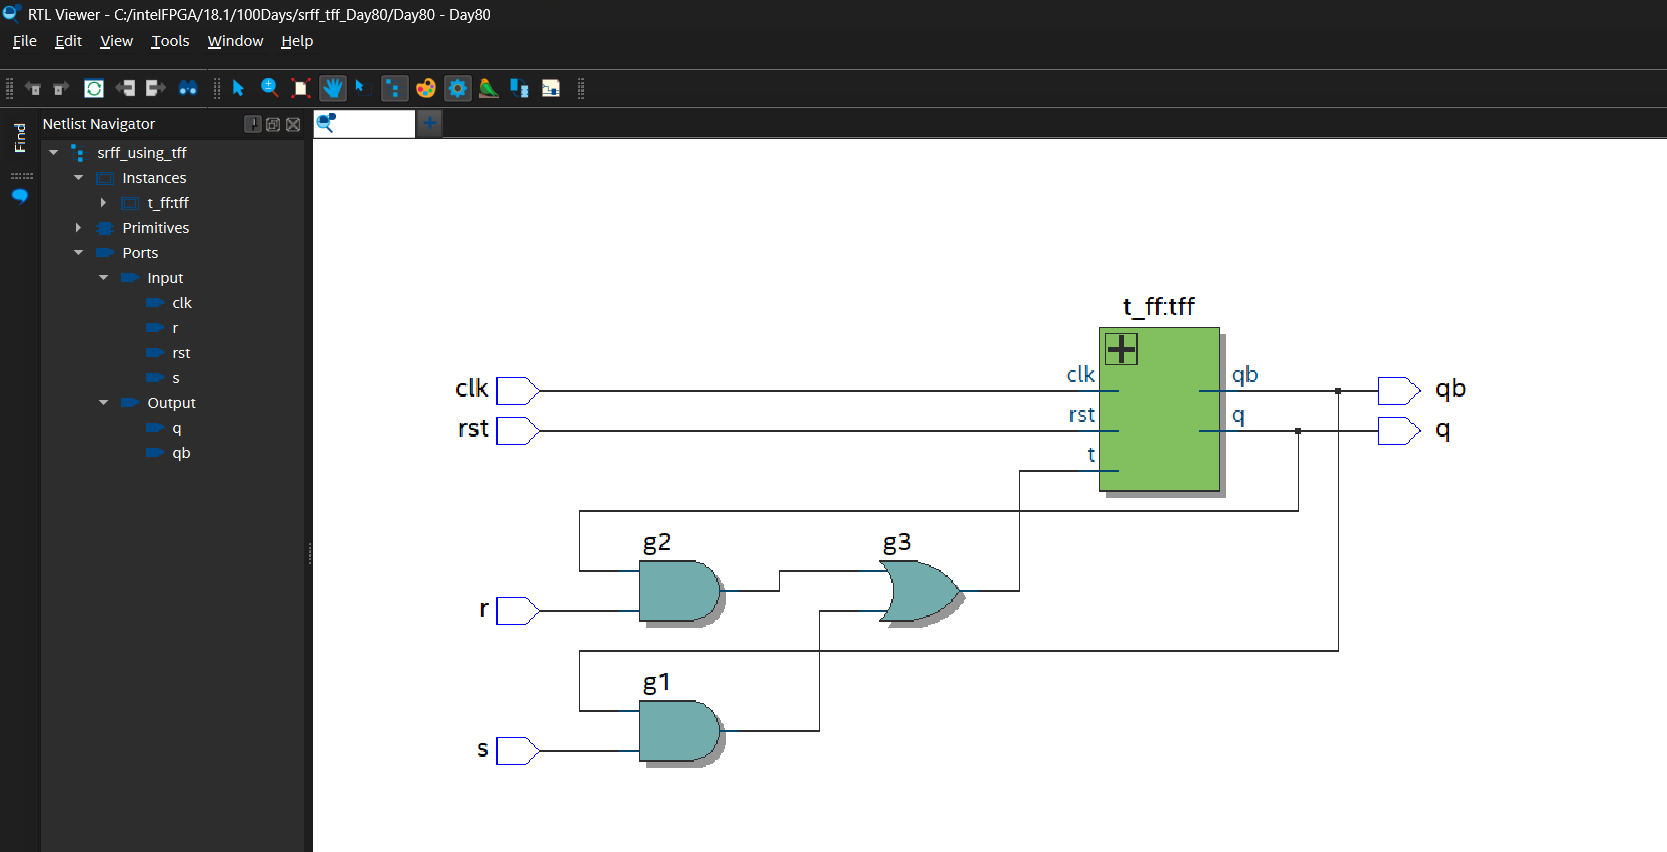 RTL Viewer - C:/intelFPGA/18.1/100Days/srff_tff_Day80/Day80 - Day80
File Edit View Tools Window Help
Find
Netlist Navigator
srff_using_tff
Instances
t_ff:tff
Primitives
Ports
Input
clk
r
rst
s
Output
q
qb
t_ff:tff
clk clk qb qb
rst rst q q
t
g2
g3
r
g1
s